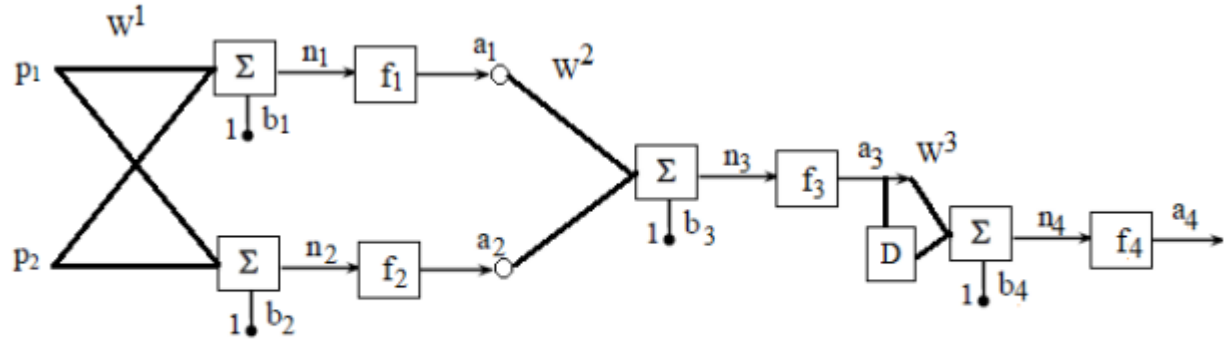 W¹
p₁
Σ
n₁
f₁
a₁
1
b₁
W²
p₂
Σ
n₂
f₂
a₂
1
b₂
Σ
n₃
f₃
a₃
1
b₃
W³
D
Σ
n₄
f₄
a₄
1
b₄